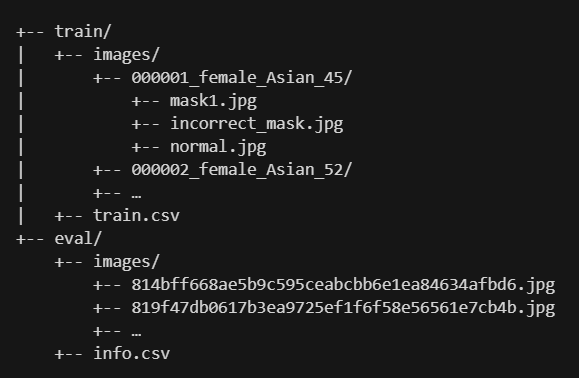 +-- train/
|   +-- images/
|       +-- 000001_female_Asian_45/
|           +-- mask1.jpg
|           +-- incorrect_mask.jpg
|           +-- normal.jpg
|       +-- 000002_female_Asian_52/
|       +-- …
|   +-- train.csv
+-- eval/
    +-- images/
        +-- 814bff668ae5b9c595ceabcbb6e1ea84634afbd6.jpg
        +-- 819f47db0617b3ea9725ef1f6f58e56561e7cb4b.jpg
        +-- …
    +-- info.csv